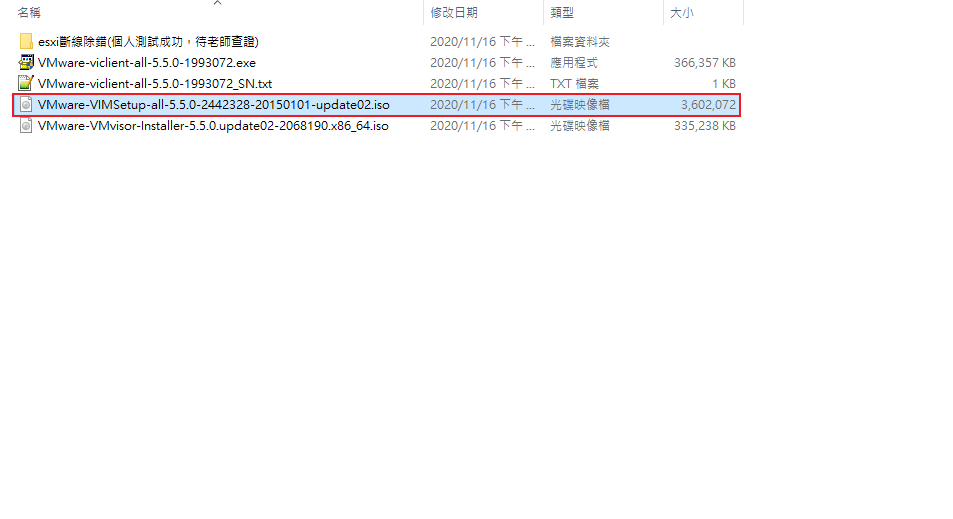 名稱 修改日期 類型 大小
esxi斷線除錯(個人測試成功，待老師查證) 2020/11/16 下午 ... 檔案資料夾
VMware-viclient-all-5.5.0-1993072.exe 2020/11/16 下午 ... 應用程式 366,357 KB
VMware-viclient-all-5.5.0-1993072_SN.txt 2020/11/16 下午 ... TXT 檔案 1 KB
VMware-VIMSetup-all-5.5.0-2442328-20150101-update02.iso 2020/11/16 下午 ... 光碟映像檔 3,602,072
VMware-VMvisor-Installer-5.5.0.update02-2068190.x86_64.iso 2020/11/16 下午 ... 光碟映像檔 335,238 KB